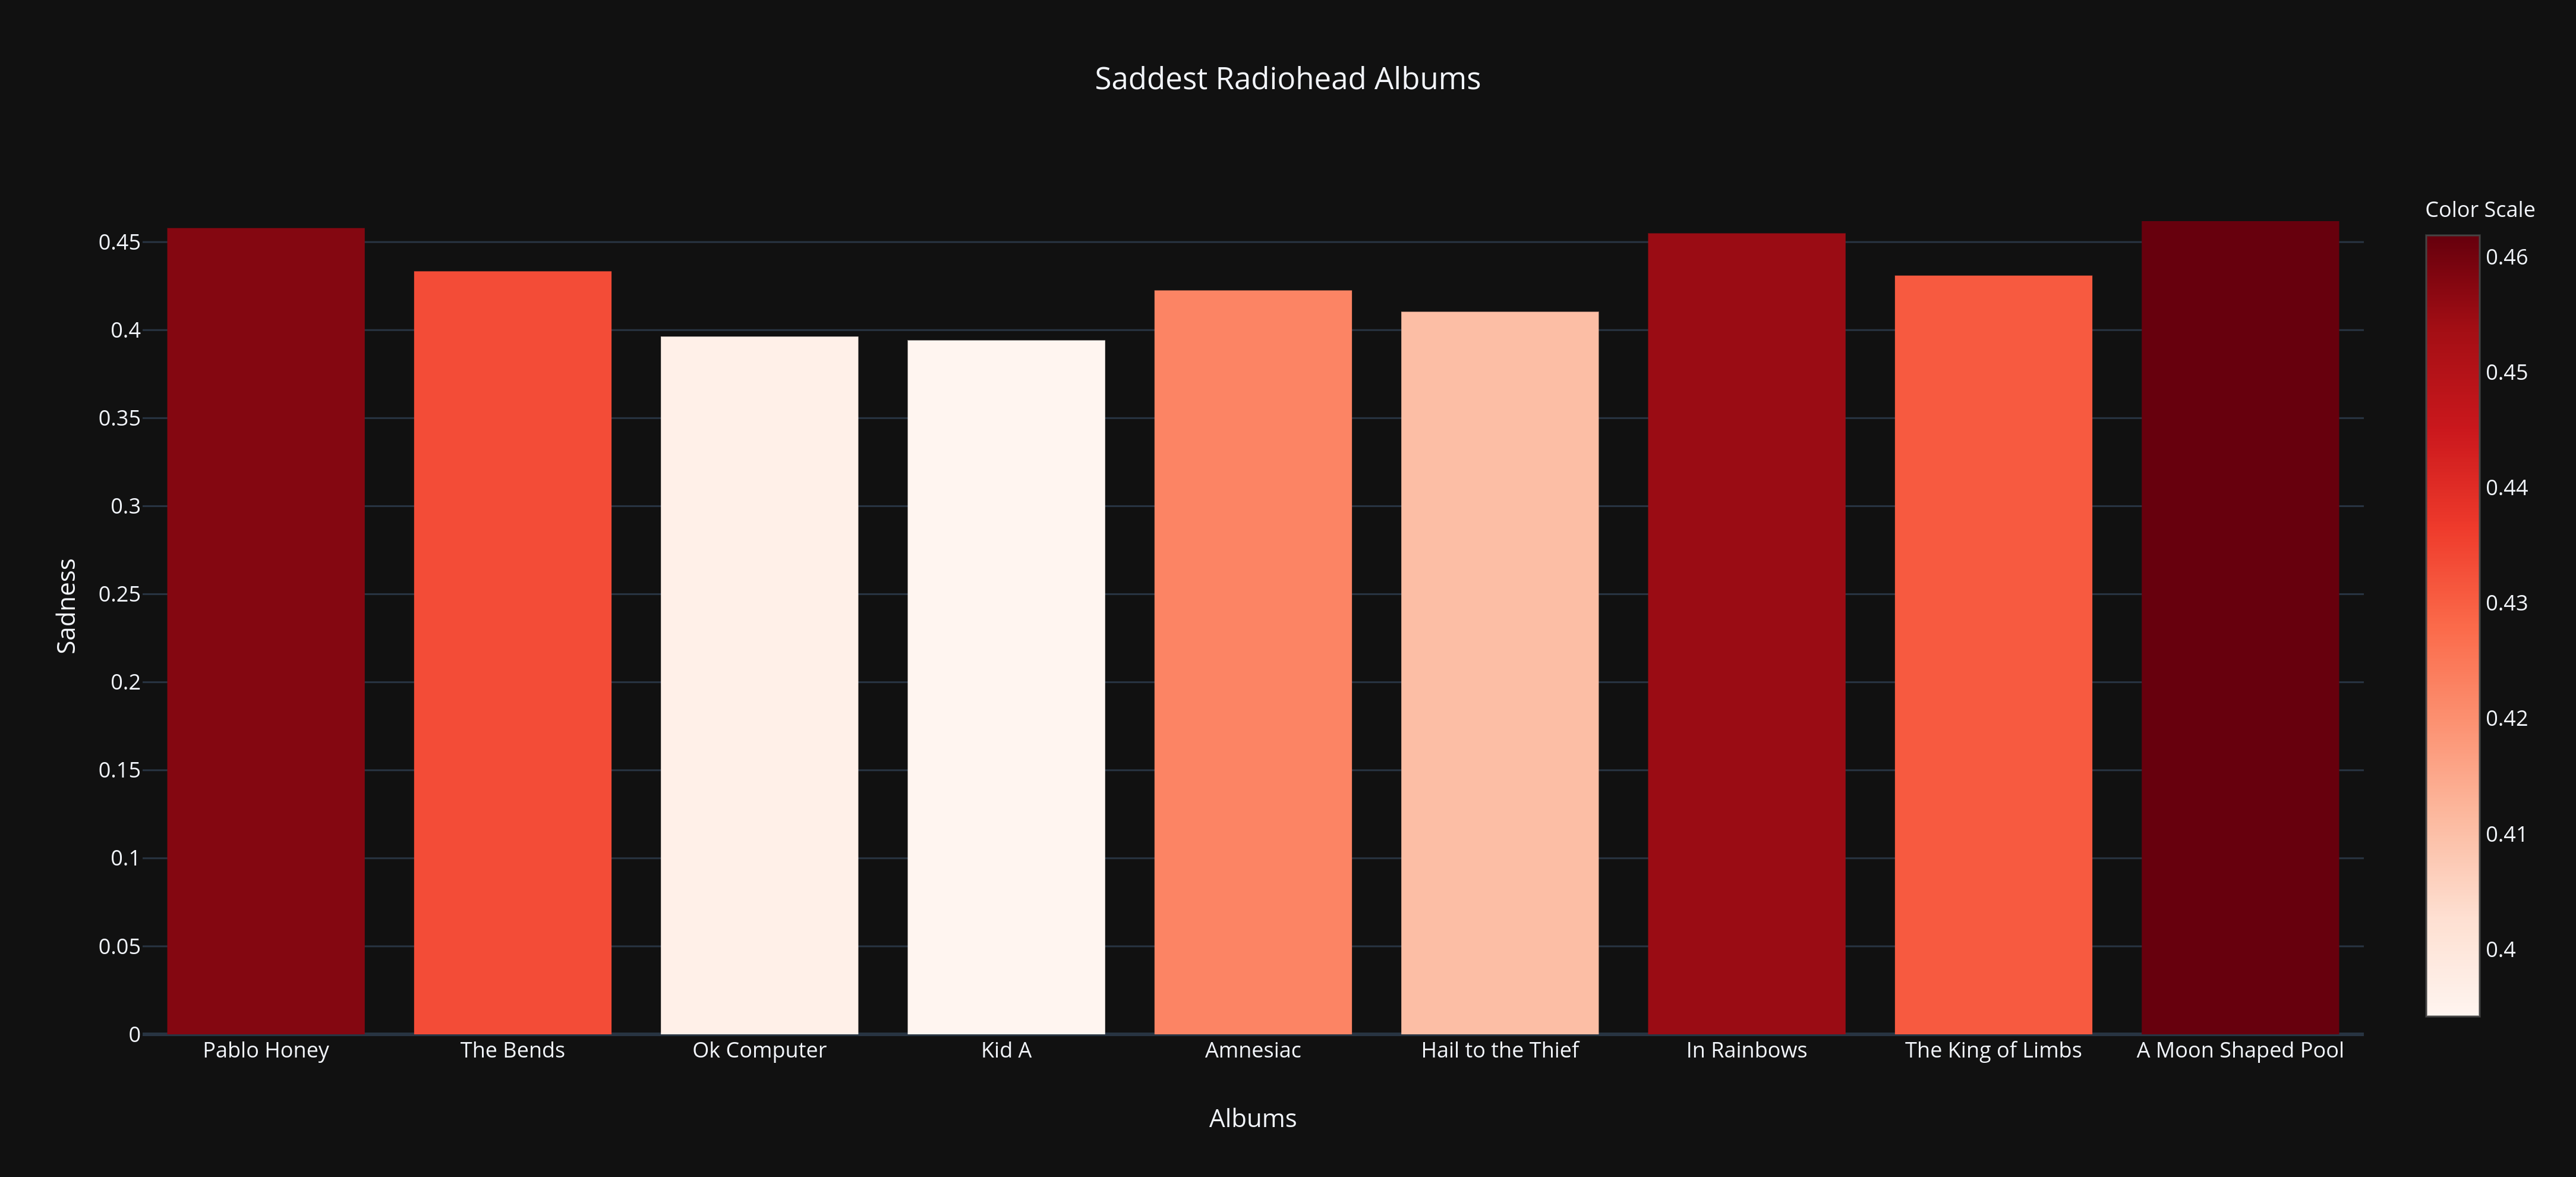 Saddest Radiohead Albums
Color Scale
0.45
0.4
0.35
0.3
0.25
0.2
0.15
0.1
0.05
0
Sadness
Pablo Honey
The Bends
Ok Computer
Kid A
Amnesiac
Hail to the Thief
In Rainbows
The King of Limbs
A Moon Shaped Pool
Albums
0.46
0.45
0.44
0.43
0.42
0.41
0.4